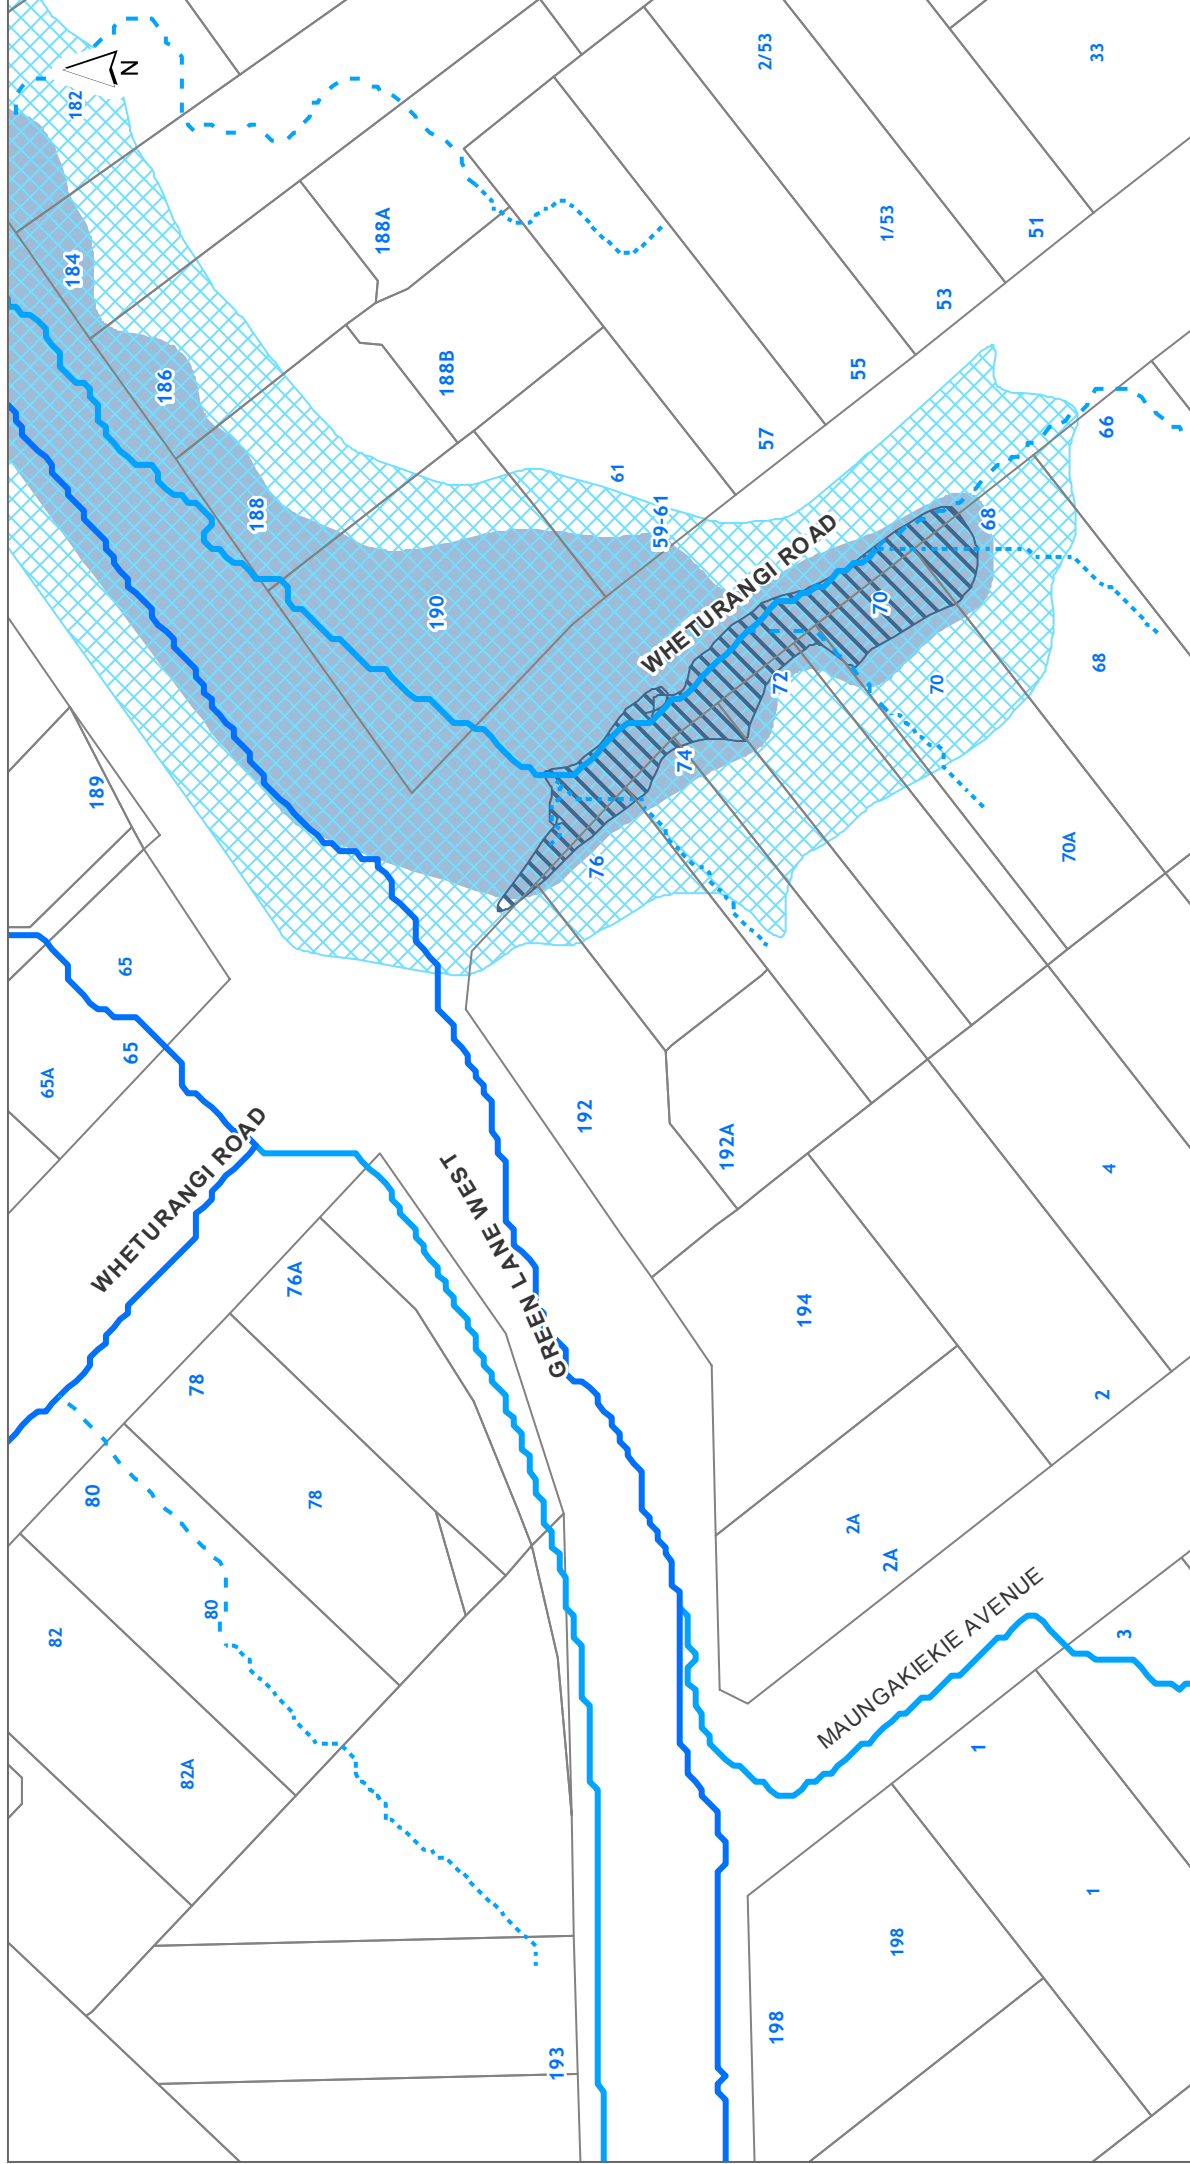 N
182
184
186
188
188A
188B
190
2/53
33
1/53
51
53
55
57
61
59-61
WHETURANGI ROAD
66
68
68
70
70
70A
72
74
76
189
65
65
65A
WHETURANGI ROAD
GREEN LANE WEST
192
192A
194
4
2
2A
2A
76A
78
78
80
80
82
82A
MAUNGAKIEKIE AVENUE
3
1
1
198
198
193